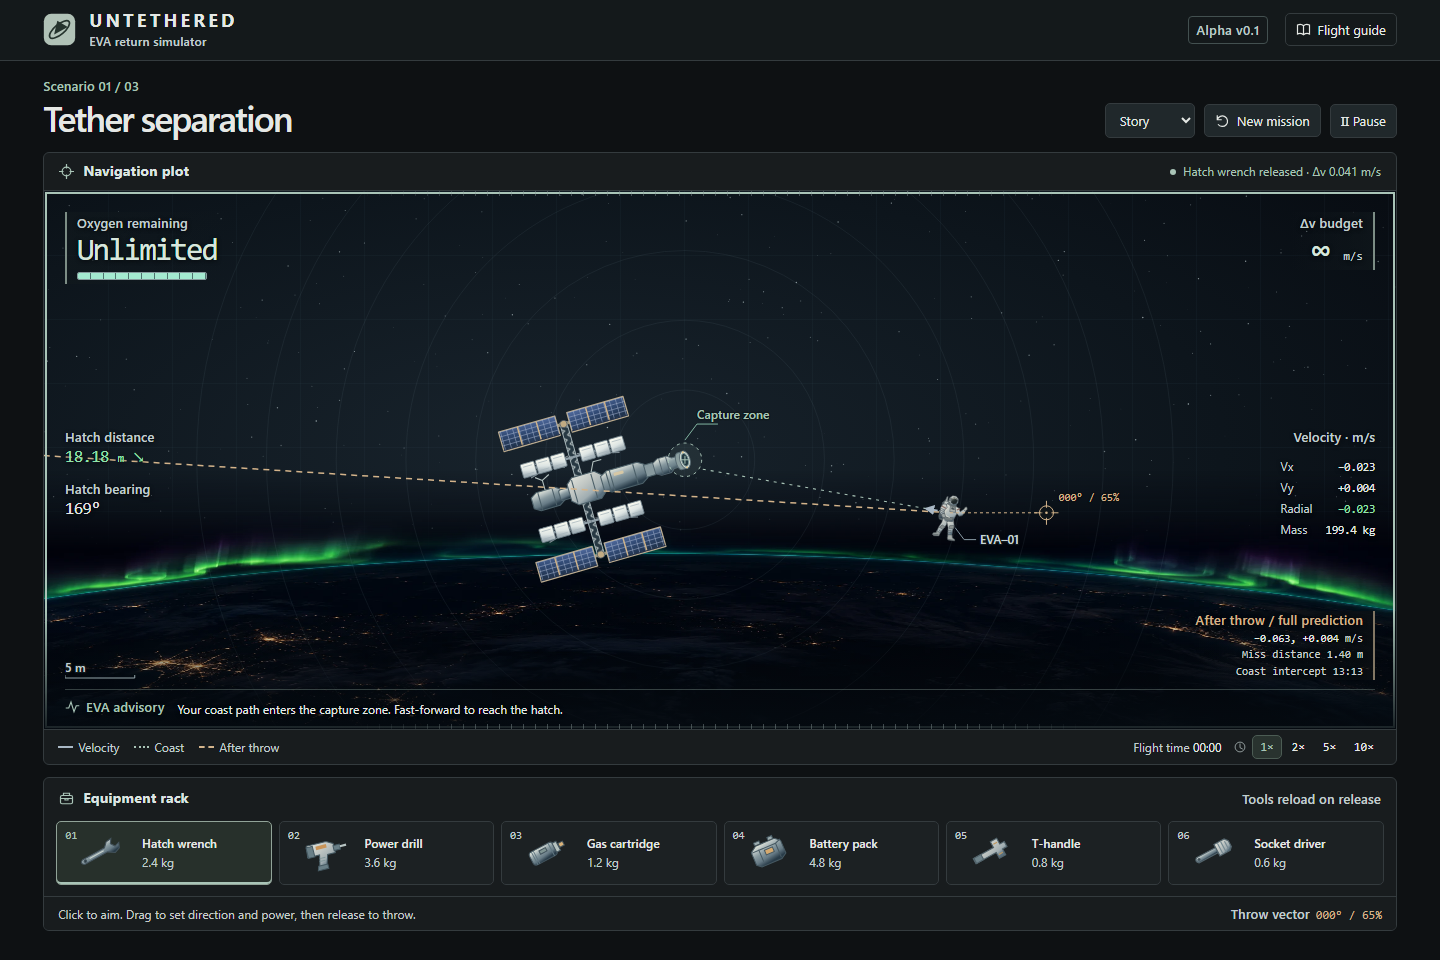 UNTETHERED
EVA return simulator
Alpha v0.1
Flight guide
Scenario 01 / 03
Tether separation
Story
New mission
Pause
Navigation plot
Hatch wrench released · Δv 0.041 m/s
Oxygen remaining
Unlimited
Δv budget
∞ m/s
Capture zone
Hatch distance
18.18 m ↘
Hatch bearing
169°
Velocity · m/s
Vx −0.023
Vy +0.004
Radial −0.023
Mass 199.4 kg
000° / 65%
EVA–01
After throw / full prediction
−0.063, +0.004 m/s
Miss distance 1.40 m
Coast intercept 13:13
5 m
EVA advisory Your coast path enters the capture zone. Fast-forward to reach the hatch.
Velocity Coast After throw
Flight time 00:00 1× 2× 5× 10×
Equipment rack
Tools reload on release
01 Hatch wrench
2.4 kg
02 Power drill
3.6 kg
03 Gas cartridge
1.2 kg
04 Battery pack
4.8 kg
05 T-handle
0.8 kg
06 Socket driver
0.6 kg
Click to aim. Drag to set direction and power, then release to throw.
Throw vector 000° / 65%